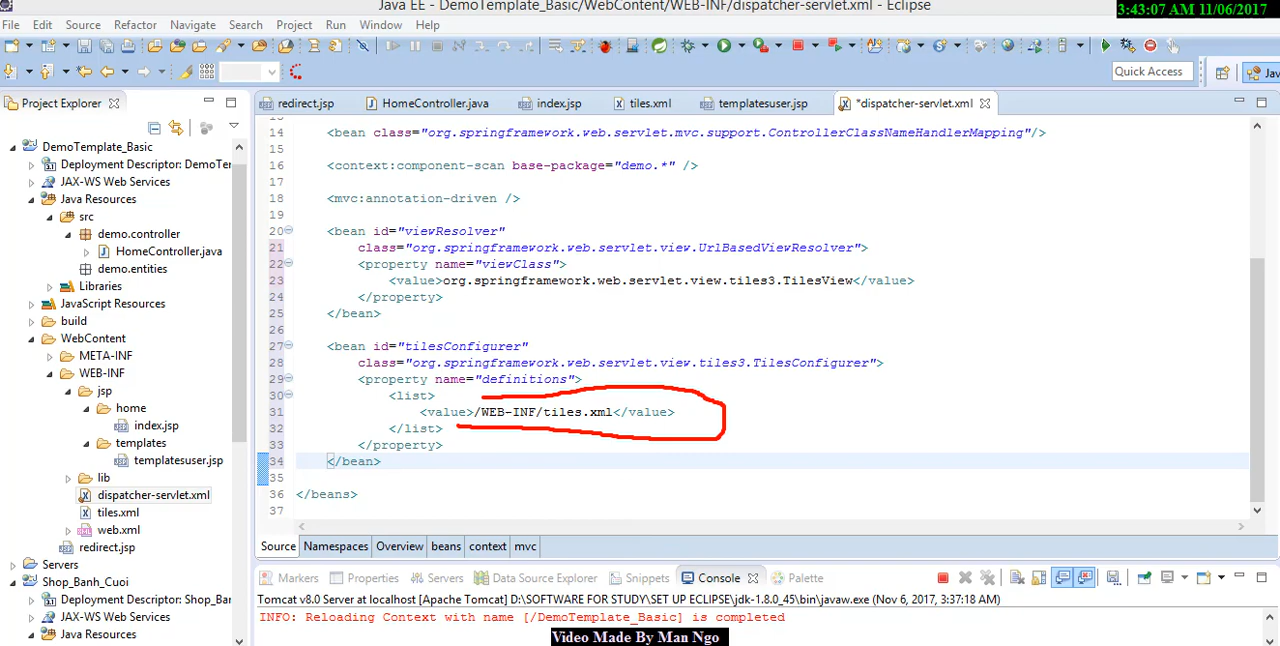 Java EE - DemoTemplate_Basic/WebContent/WEB-INF/dispatcher-servlet.xml - Eclipse
3:43:07 AM 11/06/2017
File Edit Source Refactor Navigate Search Project Run Window Help
Quick Access
Project Explorer
redirect.jsp HomeController.java index.jsp tiles.xml templatesuser.jsp *dispatcher-servlet.xml
DemoTemplate_Basic
Deployment Descriptor: DemoTer
JAX-WS Web Services
Java Resources
src
demo.controller
HomeController.java
demo.entities
Libraries
JavaScript Resources
build
WebContent
META-INF
WEB-INF
jsp
home
index.jsp
templates
templatesuser.jsp
lib
dispatcher-servlet.xml
tiles.xml
web.xml
redirect.jsp
Servers
Shop_Banh_Cuoi
Deployment Descriptor: Shop_Bar
JAX-WS Web Services
Java Resources
14 <bean class="org.springframework.web.servlet.mvc.support.ControllerClassNameHandlerMapping"/>
15
16 <context:component-scan base-package="demo.*" />
17
18 <mvc:annotation-driven />
19
20 <bean id="viewResolver"
21 class="org.springframework.web.servlet.view.UrlBasedViewResolver">
22 <property name="viewClass">
23 <value>org.springframework.web.servlet.view.tiles3.TilesView</value>
24 </property>
25 </bean>
26
27 <bean id="tilesConfigurer"
28 class="org.springframework.web.servlet.view.tiles3.TilesConfigurer">
29 <property name="definitions">
30 <list>
31 <value>/WEB-INF/tiles.xml</value>
32 </list>
33 </property>
34 </bean>
35
36 </beans>
37
Source Namespaces Overview beans context mvc
Markers Properties Servers Data Source Explorer Snippets Console Palette
Tomcat v8.0 Server at localhost [Apache Tomcat] D:\SOFTWARE FOR STUDY\SET UP ECLIPSE\jdk-1.8.0_45\bin\javaw.exe (Nov 6, 2017, 3:37:18 AM)
INFO: Reloading Context with name [/DemoTemplate_Basic] is completed
Video Made By Man Ngo